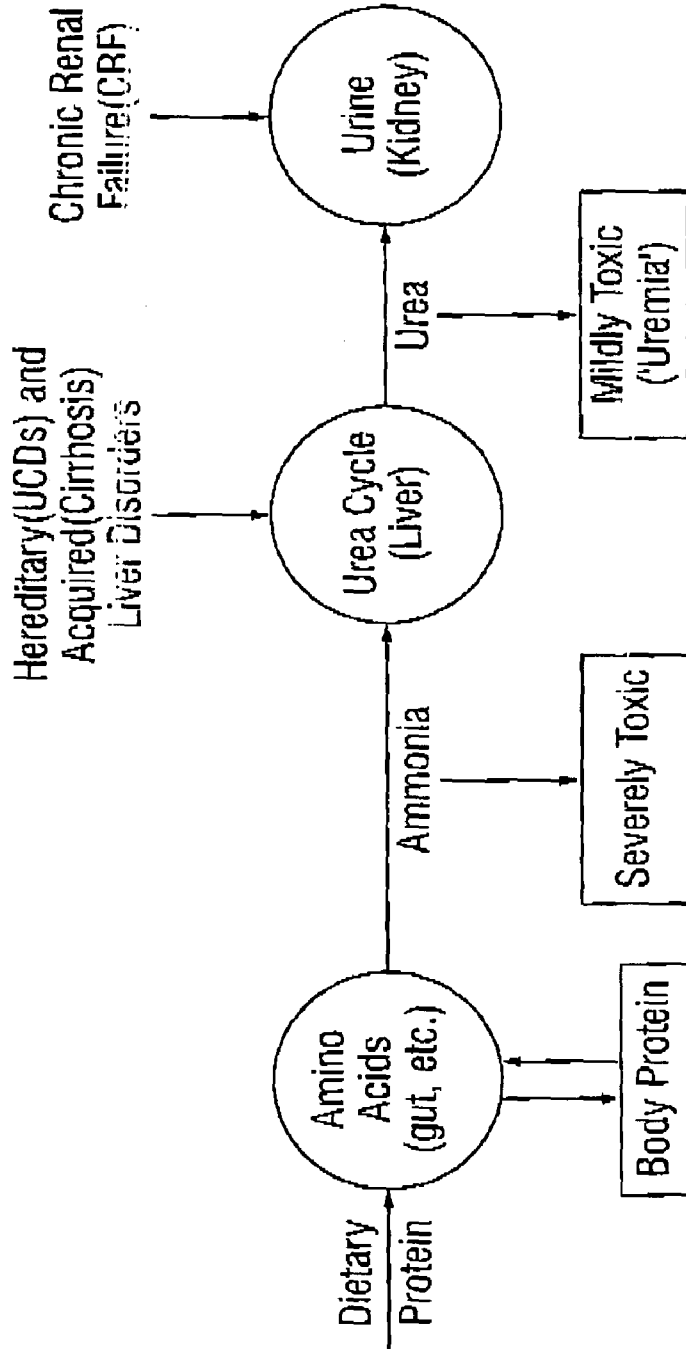 Hereditary(UCDs) and
Acquired(Cirrhosis)
Liver Disorders
Chronic Renal
Failure(CRF)
Dietary
Protein
Amino
Acids
(gut, etc.)
Ammonia
Urea Cycle
(Liver)
Urea
Urine
(Kidney)
Body Protein
Severely Toxic
Mildly Toxic
('Uremia')